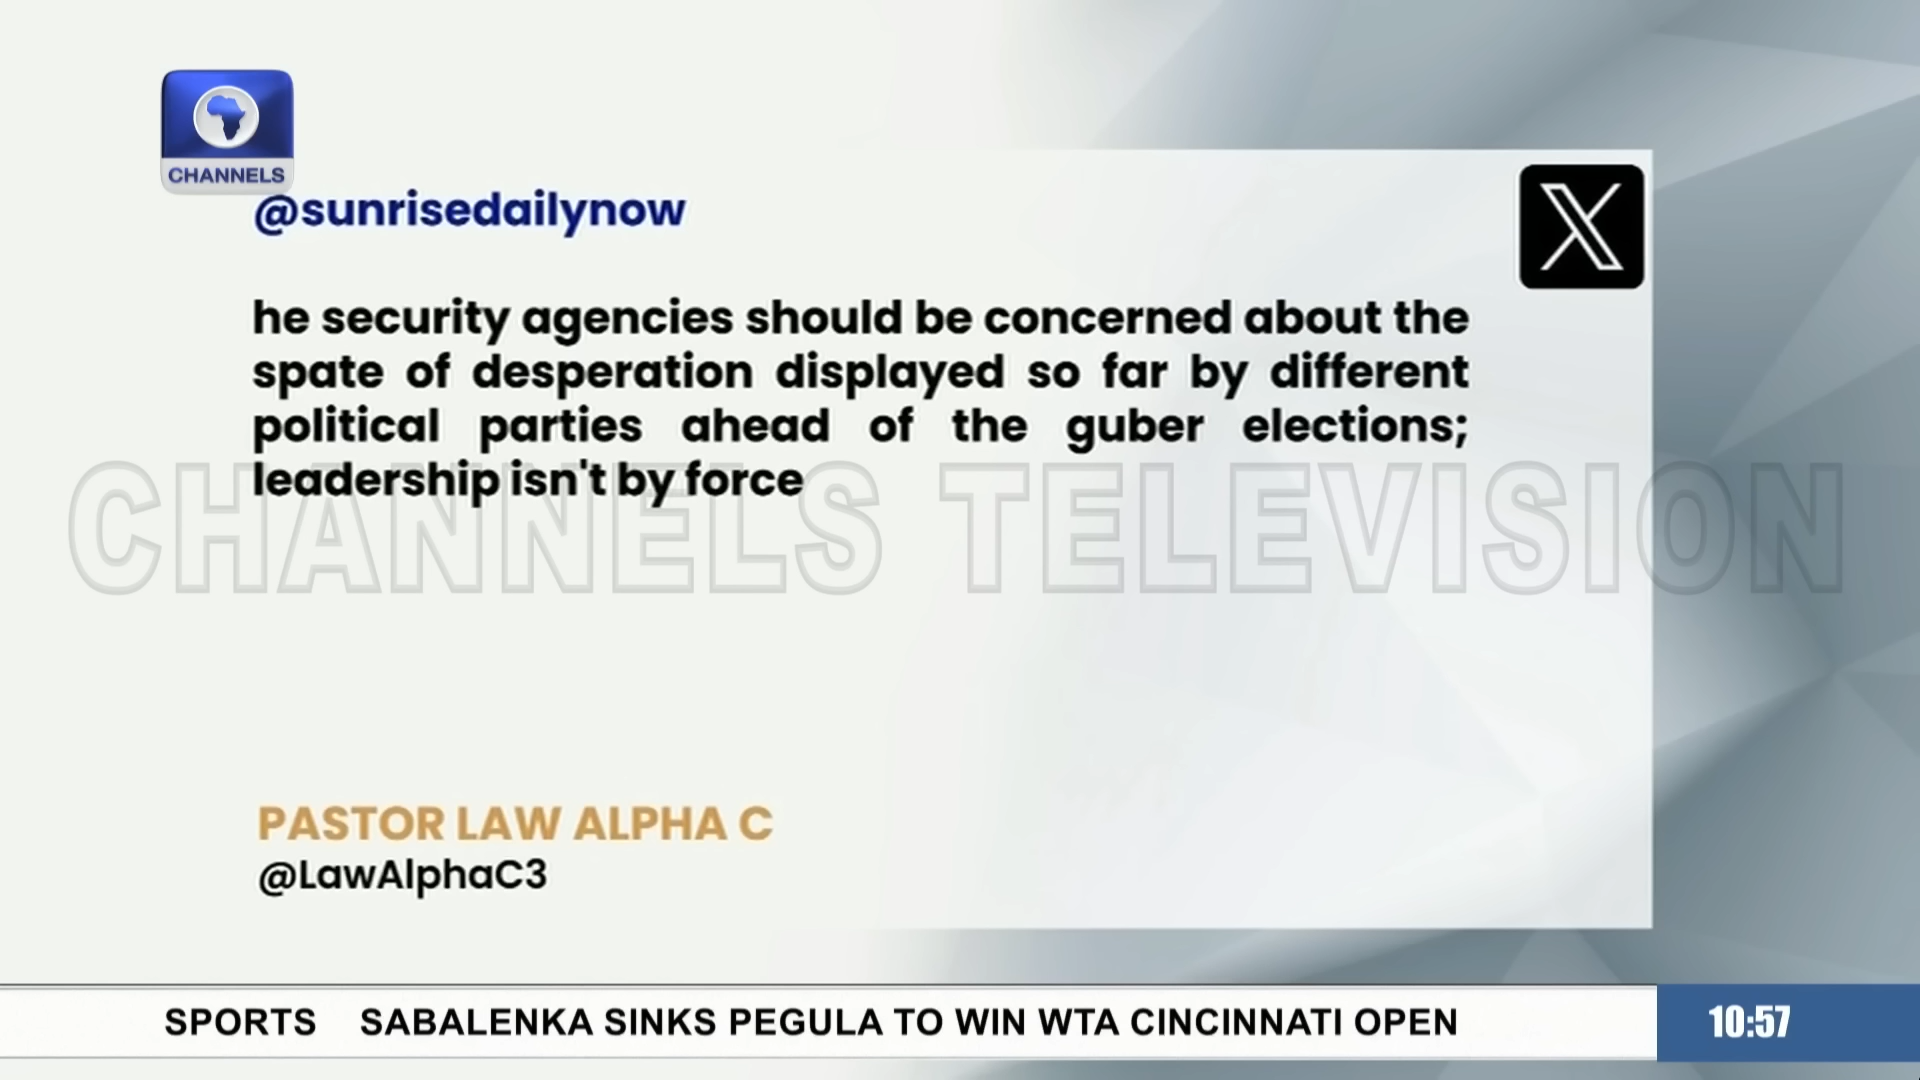 CHANNELS
@sunrisedailynow
he security agencies should be concerned about the
spate of desperation displayed so far by different
political parties ahead of the guber elections;
leadership isn't by force
CHANNELS TELEVISION
PASTOR LAW ALPHA C
@LawAlphaC3
SPORTS SABALENKA SINKS PEGULA TO WIN WTA CINCINNATI OPEN
10:57